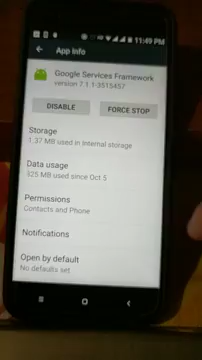 11:49 PM
App info
Google Services Framework
version 7.1.1-3515457
DISABLE
FORCE STOP
Storage
1.37 MB used in Internal storage
Data usage
325 MB used since Oct 5
Permissions
Contacts and Phone
Notifications
Open by default
No defaults set